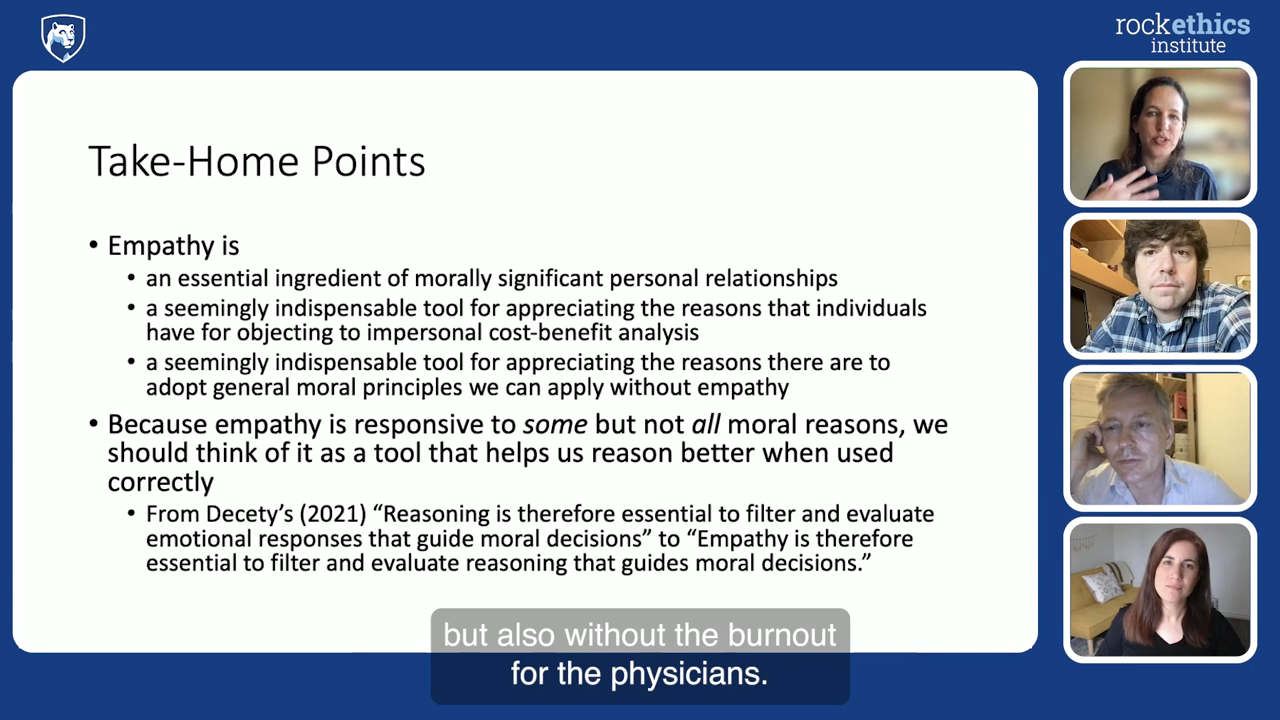 rockethics
institute
Take-Home Points
• Empathy is
• an essential ingredient of morally significant personal relationships
• a seemingly indispensable tool for appreciating the reasons that individuals
have for objecting to impersonal cost-benefit analysis
• a seemingly indispensable tool for appreciating the reasons there are to
adopt general moral principles we can apply without empathy
• Because empathy is responsive to some but not all moral reasons, we
should think of it as a tool that helps us reason better when used
correctly
• From Decety’s (2021) “Reasoning is therefore essential to filter and evaluate
emotional responses that guide moral decisions” to “Empathy is therefore
essential to filter and evaluate reasoning that guides moral decisions.”
but also without the burnout
for the physicians.